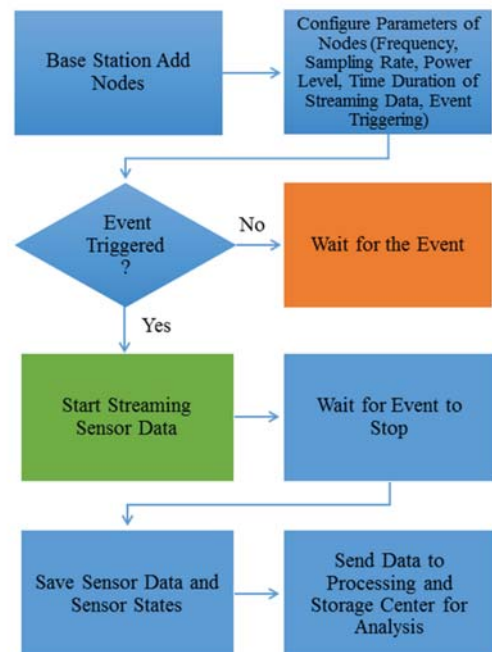 Base Station Add
Nodes
Configure Parameters of
Nodes (Frequency,
Sampling Rate, Power
Level, Time Duration of
Streaming Data, Event
Triggering)
Event
Triggered
?
No
Wait for the Event
Yes
Start Streaming
Sensor Data
Wait for Event to
Stop
Save Sensor Data and
Sensor States
Send Data to
Processing and
Storage Center for
Analysis